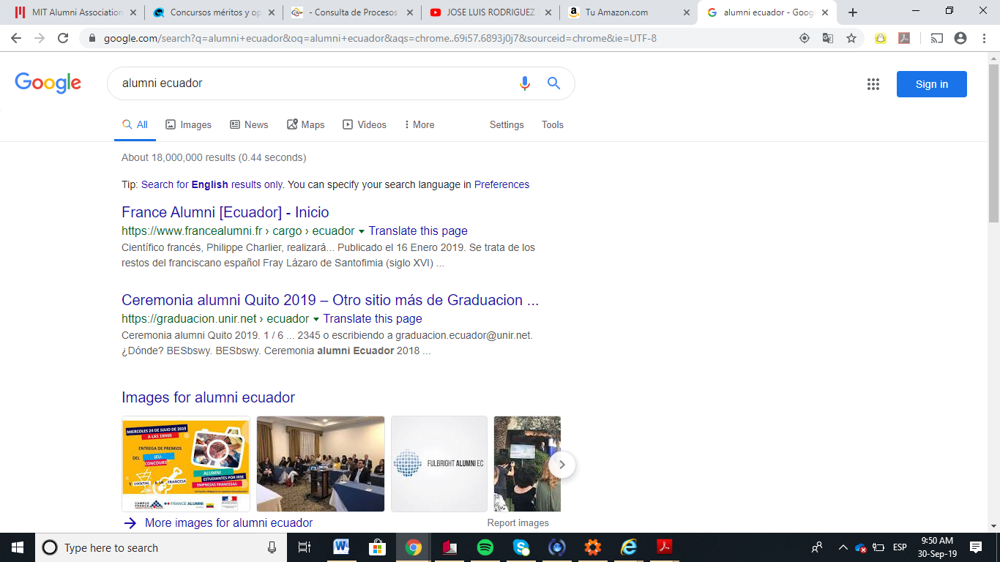 MIT Alumni Association
Concursos méritos y op
- Consulta de Procesos
JOSE LUIS RODRIGUEZ
Tu Amazon.com
alumni ecuador - Goog
google.com/search?q=alumni+ecuador&oq=alumni+ecuador&aqs=chrome..69i57.6893j0j7&sourceid=chrome&ie=UTF-8
Google
alumni ecuador
Sign in
All Images News Maps Videos More Settings Tools
About 18,000,000 results (0.44 seconds)
Tip: Search for English results only. You can specify your search language in Preferences
France Alumni [Ecuador] - Inicio
https://www.francealumni.fr › cargo › ecuador Translate this page
Científico francés, Philippe Charlier, realizará... Publicado el 16 Enero 2019. Se trata de los
restos del franciscano español Fray Lázaro de Santofimia (siglo XVI) ...
Ceremonia alumni Quito 2019 – Otro sitio más de Graduacion ...
https://graduacion.unir.net › ecuador Translate this page
Ceremonia alumni Quito 2019. 1 / 6 ... 2345 o escribiendo a graduacion.ecuador@unir.net.
¿Dónde? BESbswy. BESbswy. Ceremonia alumni Ecuador 2018 ...
Images for alumni ecuador
MIÉRCOLES 24 DE JULIO DE 2019
A LAS 18H00
ENTREGA DE PREMIOS
DEL JEU-
CONCOURS
ALUMNI
ESTUDIANTES POR IRSE
EMPRESAS FRANCESAS
Y COCKTAIL A LA FRANCESA
CAMPUS
FRANCE
FRANCE ALUMNI
FULBRIGHT ALUMNI EC
More images for alumni ecuador
Report images
Type here to search
ESP
9:50 AM
30-Sep-19